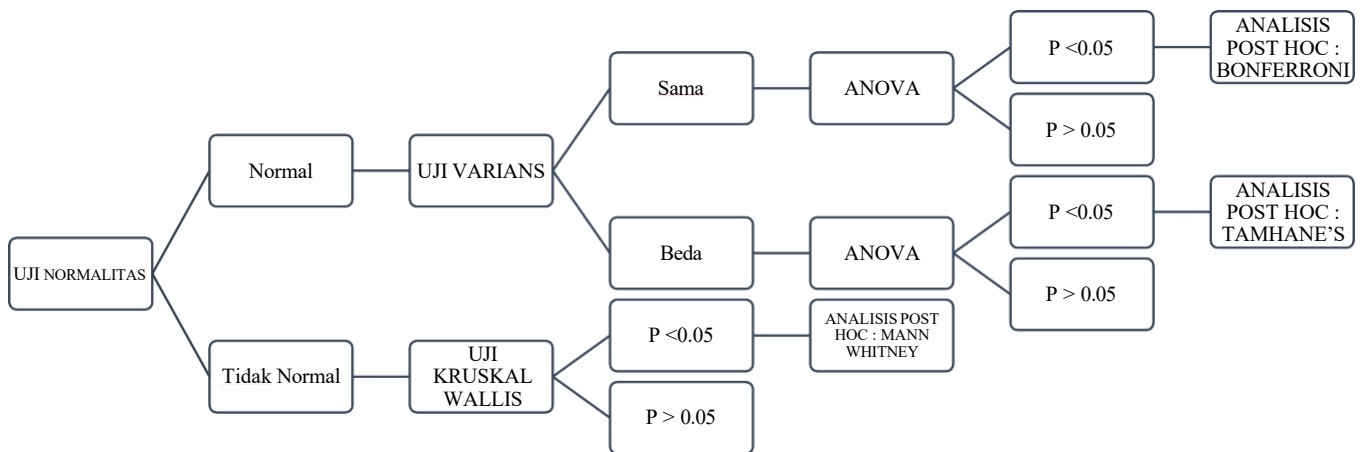 UJI NORMALITAS
Normal
Tidak Normal
UJI VARIANS
UJI
KRUSKAL
WALLIS
Sama
Beda
P <0.05
P > 0.05
ANOVA
ANOVA
ANALISIS POST
HOC : MANN
WHITNEY
P <0.05
P > 0.05
P <0.05
P > 0.05
ANALISIS
POST HOC :
BONFERRONI
ANALISIS
POST HOC :
TAMHANE’S